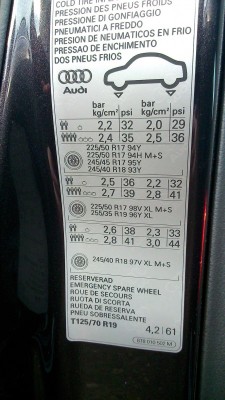 COLD TIRE INFLATION PRESSURE
PRESSION DES PNEUS FROIDS
PRESSIONE DI GONFIAGGIO
PNEUMATICI A FREDDO
PRESION DE NEUMATICOS EN FRIO
PRESSAO DE ENCHIMENTO
DOS PNEUS FRIOS
Audi
bar kg/cm² psi bar kg/cm² psi
2,2 32 2,0 29
2,4 35 2,5 36
225/50 R17 94Y
225/50 R17 94H M+S
245/45 R17 95Y
245/40 R18 93Y
2,5 36 2,2 32
2,7 39 2,8 41
225/50 R17 98V XL M+S
255/35 R19 96Y XL
2,6 38 2,3 33
2,8 41 3,0 44
245/40 R18 97V XL M+S
RESERVERAD
EMERGENCY SPARE WHEEL
ROUE DE SECOURS
RUOTA DI SCORTA
RUEDA DE RESERVA
PNEU SOBRESSALENTE
T125/70 R19 4,2 61